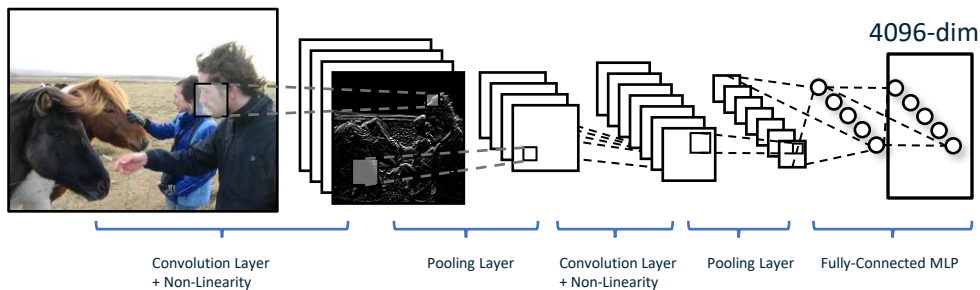 4096-dim
Convolution Layer
+ Non-Linearity
Pooling Layer
Convolution Layer
+ Non-Linearity
Pooling Layer
Fully-Connected MLP